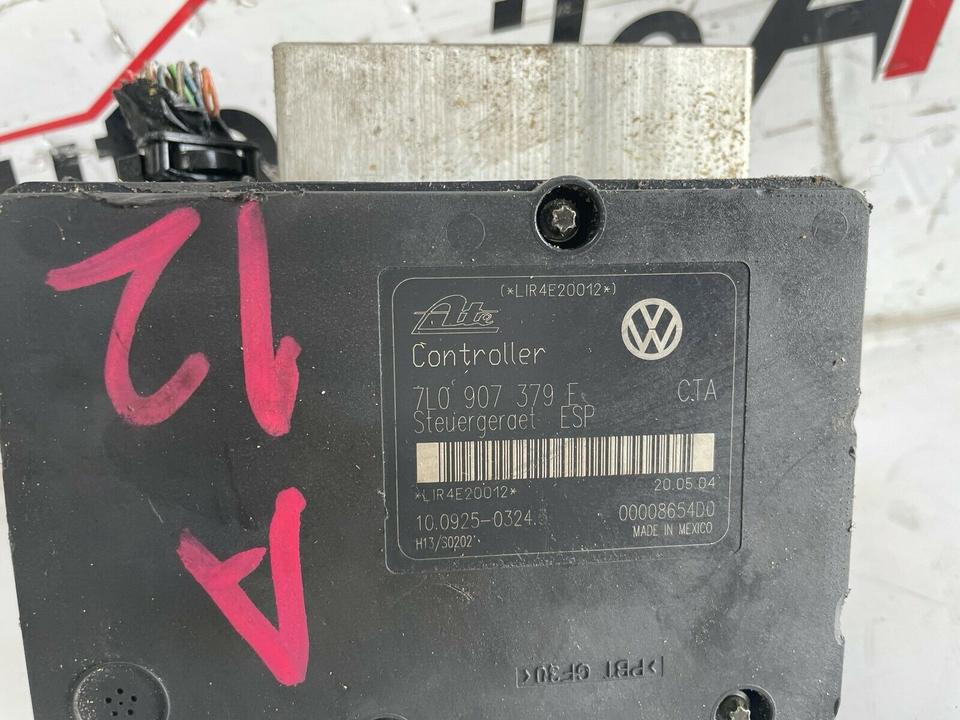 (*LIR4E20012*)
Ate
Controller
7L0 907 379 E
C.TA
Steuergeraet ESP
*LIR4E20012*
20.05.04
10.0925-0324.
00008654D0
H13/S0202
MADE IN MEXICO
12
A
>PBT GF30<